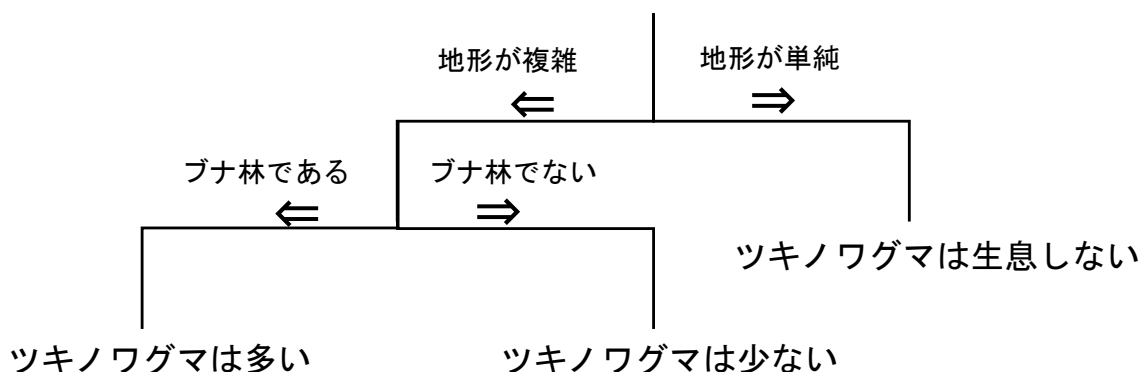 地形が複雑
地形が単純
⇐
⇒
ブナ林である
ブナ林でない
⇐
⇒
ツキノワグマは生息しない
ツキノワグマは多い
ツキノワグマは少ない